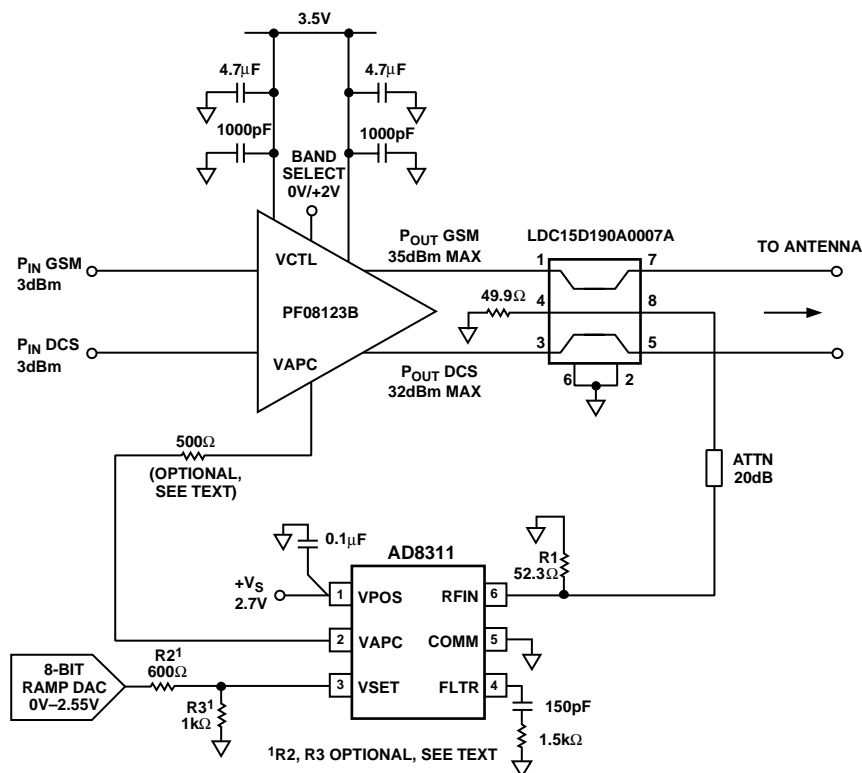 3.5V
4.7μF
4.7μF
1000pF
1000pF
BAND
SELECT
0V/+2V
P_IN GSM
3dBm
P_IN DCS
3dBm
VCTL
PF08123B
VAPC
P_OUT GSM
35dBm MAX
P_OUT DCS
32dBm MAX
LDC15D190A0007A
1
7
4
8
3
5
6
2
49.9Ω
TO ANTENNA
ATTN
20dB
500Ω
(OPTIONAL,
SEE TEXT)
0.1μF
+V_S
2.7V
AD8311
1 VPOS
2 VAPC
3 VSET
RFIN 6
COMM 5
FLTR 4
R1
52.3Ω
150pF
1.5kΩ
8-BIT
RAMP DAC
0V–2.55V
R2¹
600Ω
R3¹
1kΩ
¹R2, R3 OPTIONAL, SEE TEXT